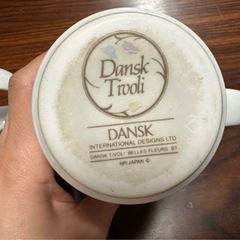 Dansk
Tivoli
DANSK
INTERNATIONAL DESIGNS LTD
DANSK TIVOLI BELLES FLEURS
JAPAN ©